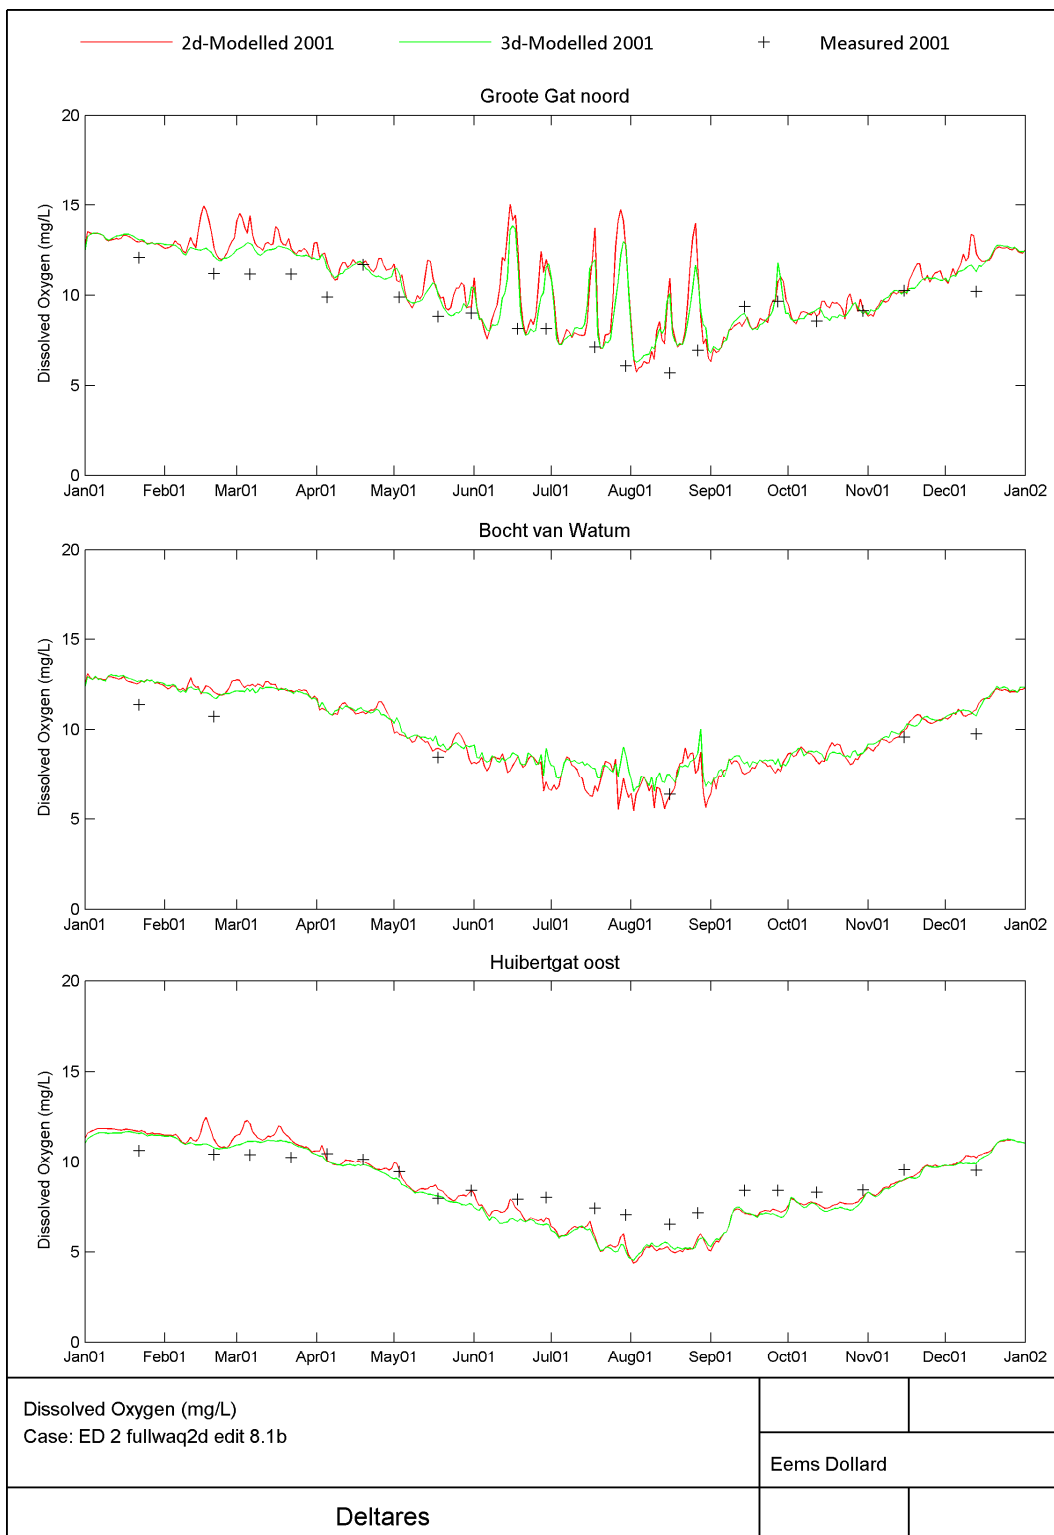 2d-Modelled 2001 3d-Modelled 2001 Measured 2001
Groote Gat noord
Dissolved Oxygen (mg/L)
20
15
10
5
0
Jan01 Feb01 Mar01 Apr01 May01 Jun01 Jul01 Aug01 Sep01 Oct01 Nov01 Dec01 Jan02
Bocht van Watum
Dissolved Oxygen (mg/L)
20
15
10
5
0
Jan01 Feb01 Mar01 Apr01 May01 Jun01 Jul01 Aug01 Sep01 Oct01 Nov01 Dec01 Jan02
Huibertgat oost
Dissolved Oxygen (mg/L)
20
15
10
5
0
Jan01 Feb01 Mar01 Apr01 May01 Jun01 Jul01 Aug01 Sep01 Oct01 Nov01 Dec01 Jan02
Dissolved Oxygen (mg/L)
Case: ED 2 fullwaq2d edit 8.1b
Eems Dollard
Deltares